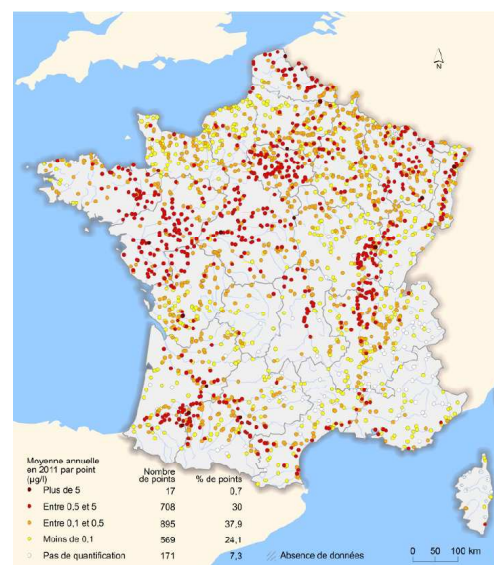 N
Moyenne annuelle
en 2011 par point
(µg/l)
Nombre
de points
% de points
Plus de 5 17 0,7
Entre 0,5 et 5 708 30
Entre 0,1 et 0,5 895 37,9
Moins de 0,1 569 24,1
Pas de quantification 171 7,3
Absence de données
0 50 100 km